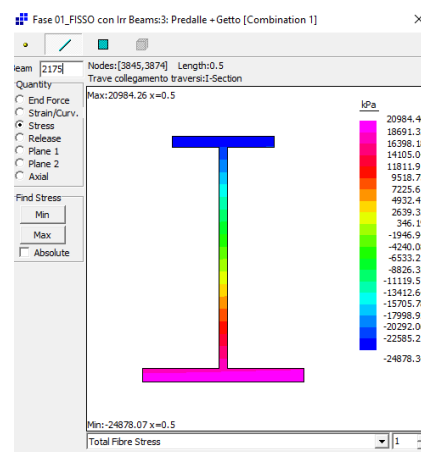 Fase 01_FISSO con Irr Beams:3: Predalle +Getto [Combination 1]
Beam 2175
Nodes:[3845,3874] Length:0.5
Trave collegamento traversi:I-Section
Quantity
End Force
Strain/Curv.
Stress
Release
Plane 1
Plane 2
Axial
Find Stress
Min
Max
Absolute
Max:20984.26 x=0.5
kPa
20984.4
18691.3
16398.1
14105.0
11811.9
9518.7
7225.6
4932.4
2639.3
346.1
-1946.9
-4240.0
-6533.2
-8826.3
-11119.5
-13412.6
-15705.7
-17998.9
-20292.0
-22585.2
-24878.3
Min:-24878.07 x=0.5
Total Fibre Stress
1